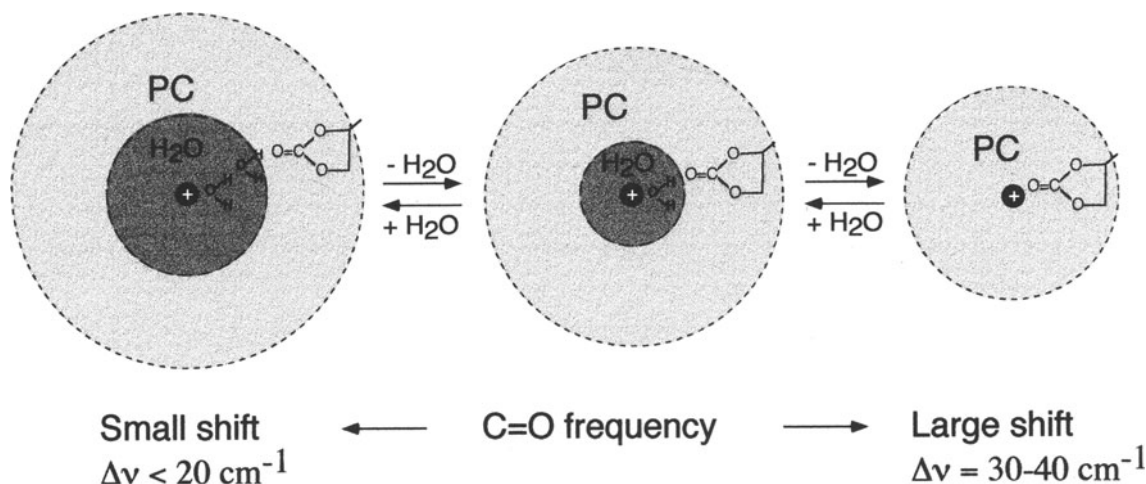 PC
H2O
+
O=C
O
O
O
H
H
O
H
H
- H2O
+ H2O
PC
H2O
+
O
H
H
O=C
O
O
- H2O
+ H2O
PC
+
O=C
O
O
Small shift
C=O frequency
Large shift
Δν < 20 cm-1
Δν = 30-40 cm-1